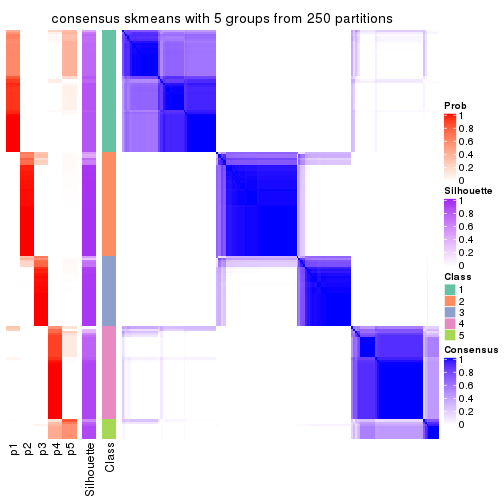 consensus skmeans with 5 groups from 250 partitions
Prob
1
0.8
0.6
0.4
0.2
0
Silhouette
1
0.8
0.6
0.4
0.2
0
Class
1
2
3
4
5
Consensus
1
0.8
0.6
0.4
0.2
0
p1
p2
p3
p4
p5
Silhouette
Class